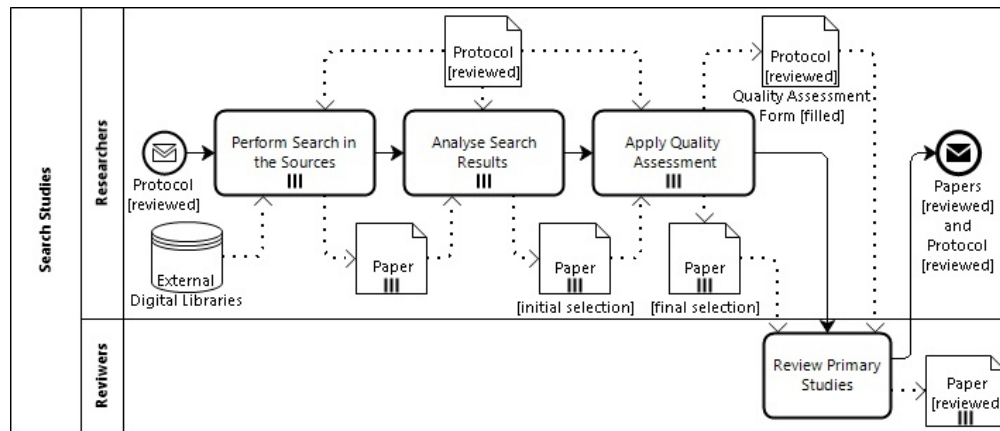 Search Studies
Researchers
Protocol
[reviewed]
Protocol
[reviewed]
Quality Assessment
Form [filled]
Perform Search in
the Sources
Analyse Search
Results
Apply Quality
Assessment
Protocol
[reviewed]
Papers
[reviewed]
and
Protocol
[reviewed]
External
Digital Libraries
Paper
Paper
[initial selection]
Paper
[final selection]
Reviwers
Review Primary
Studies
Paper
[reviewed]